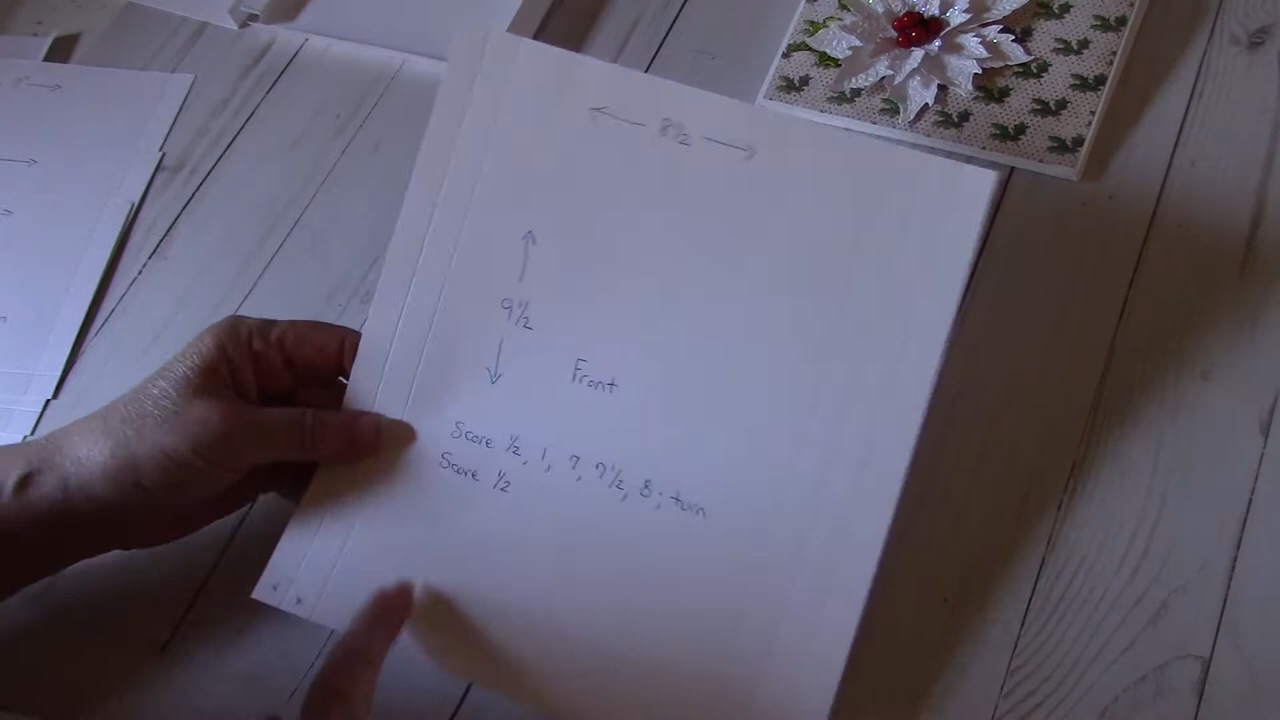 ← 8½ →
9½
Front
Score ½, 1, 7, 7½, 8; turn
Score ½